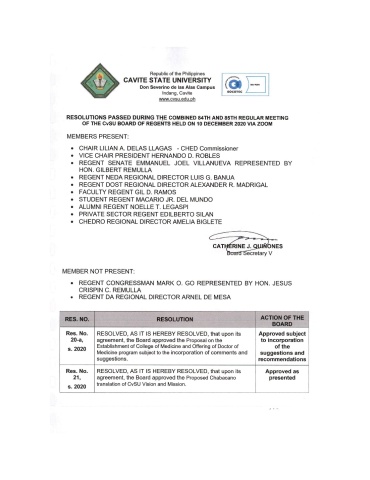 Republic of the Philippines
CAVITE STATE UNIVERSITY
Don Severino de las Alas Campus
Indang, Cavite
www.cvsu.edu.ph
RESOLUTIONS PASSED DURING THE COMBINED 84TH AND 85TH REGULAR MEETING
OF THE CvSU BOARD OF REGENTS HELD ON 10 DECEMBER 2020 VIA ZOOM
MEMBERS PRESENT:
• CHAIR LILIAN A. DELAS LLAGAS - CHED Commissioner
• VICE CHAIR PRESIDENT HERNANDO D. ROBLES
• REGENT SENATE EMMANUEL JOEL VILLANUEVA REPRESENTED BY
HON. GILBERT REMULLA
• REGENT NEDA REGIONAL DIRECTOR LUIS G. BANUA
• REGENT DOST REGIONAL DIRECTOR ALEXANDER R. MADRIGAL
• FACULTY REGENT GIL D. RAMOS
• STUDENT REGENT MACARIO JR. DEL MUNDO
• ALUMNI REGENT NOELLE T. LEGASPI
• PRIVATE SECTOR REGENT EDILBERTO SILAN
• CHEDRO REGIONAL DIRECTOR AMELIA BIGLETE
CATHERINE J. QUIÑONES
Board Secretary V
MEMBER NOT PRESENT:
• REGENT CONGRESSMAN MARK O. GO REPRESENTED BY HON. JESUS
CRISPIN C. REMULLA
• REGENT DA REGIONAL DIRECTOR ARNEL DE MESA
RES. NO. RESOLUTION ACTION OF THE
BOARD
Res. No. RESOLVED, AS IT IS HEREBY RESOLVED, that upon its Approved subject
20-a, agreement, the Board approved the Proposal on the to incorporation
s. 2020 Establishment of College of Medicine and Offering of Doctor of of the
Medicine program subject to the incorporation of comments and suggestions and
suggestions. recommendations
Res. No. RESOLVED, AS IT IS HEREBY RESOLVED, that upon its Approved as
21, agreement, the Board approved the Proposed Chabacano presented
s. 2020 translation of CvSU Vision and Mission.